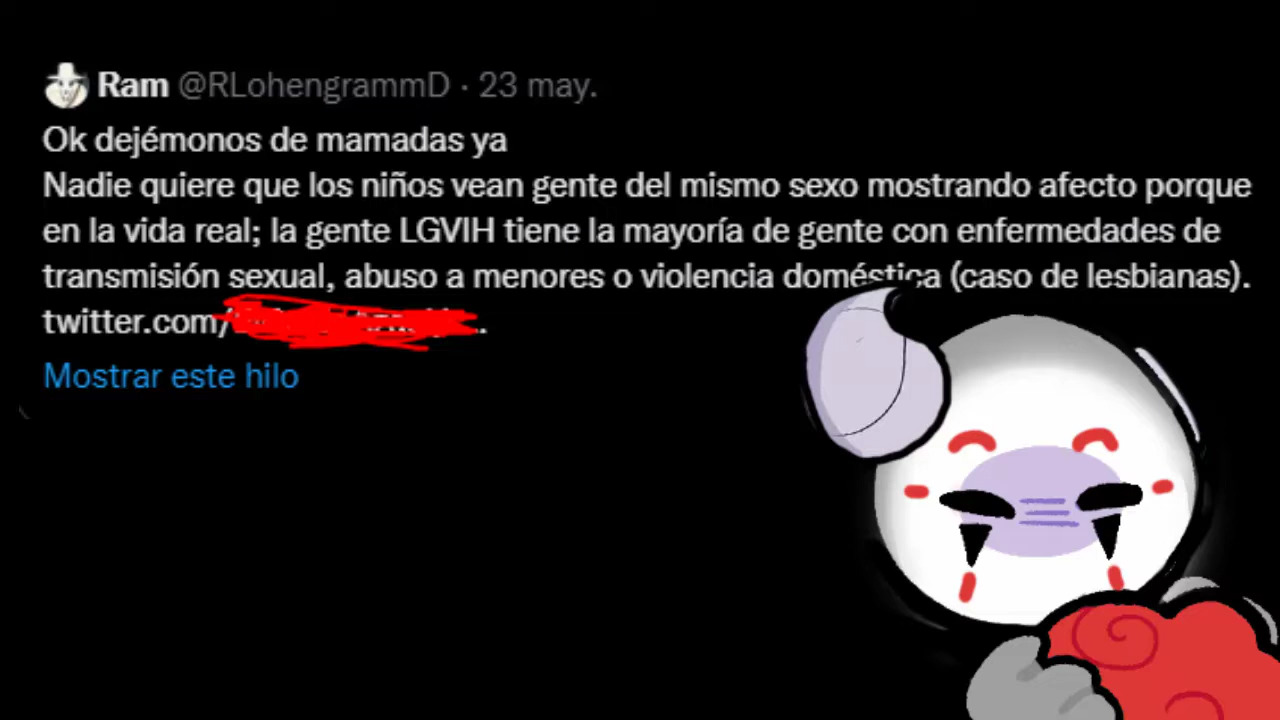 Ram @RLohengrammD · 23 may.
Ok dejémonos de mamadas ya
Nadie quiere que los niños vean gente del mismo sexo mostrando afecto porque
en la vida real; la gente LGVIH tiene la mayoría de gente con enfermedades de
transmisión sexual, abuso a menores o violencia doméstica (caso de lesbianas).
twitter.com/
Mostrar este hilo